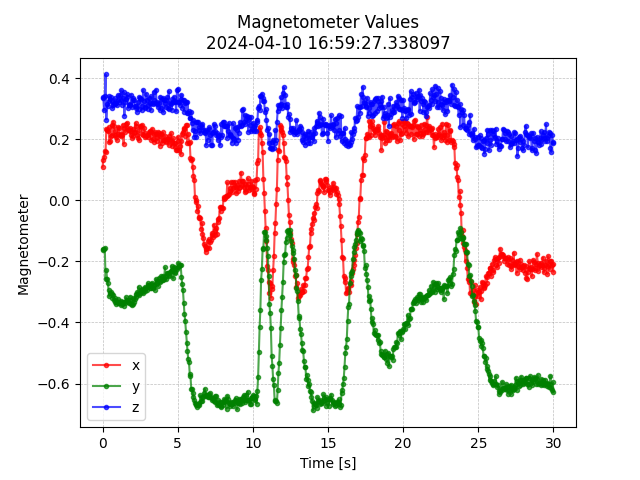 Magnetometer Values
2024-04-10 16:59:27.338097
Magnetometer
0.4
0.2
0.0
−0.2
−0.4
−0.6
x
y
z
0 5 10 15 20 25 30
Time [s]